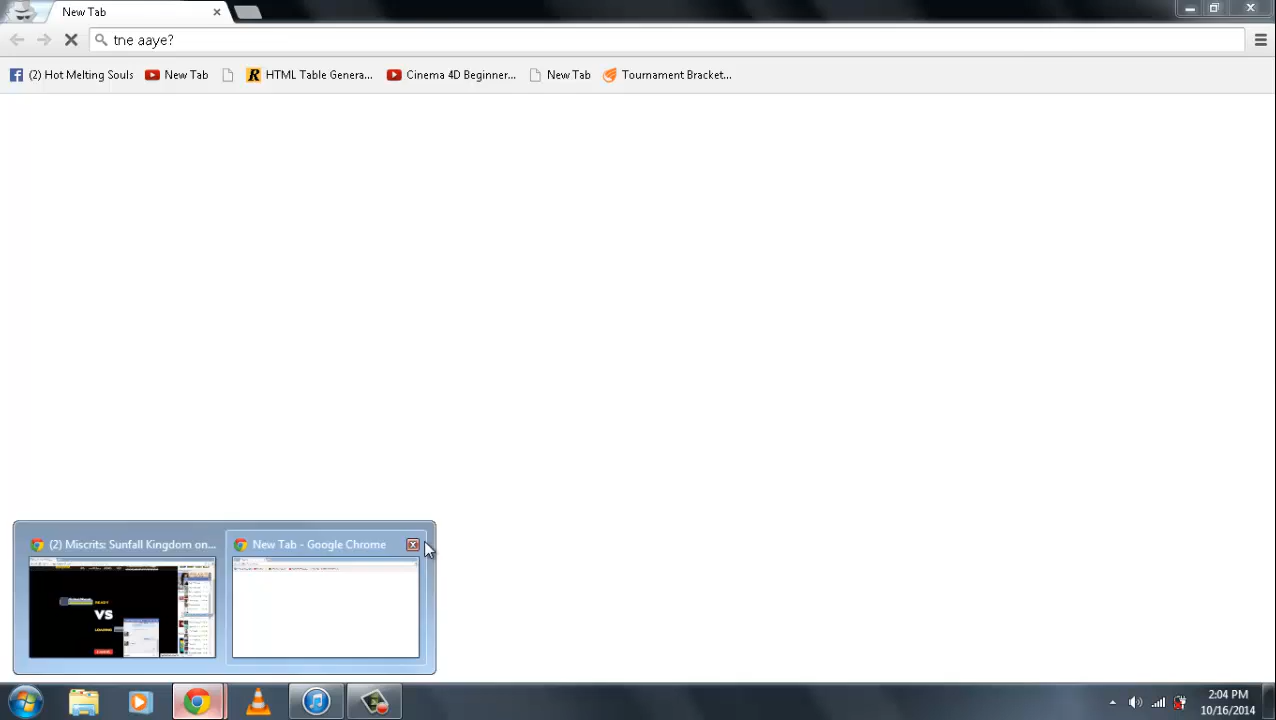 New Tab
tne aaye?
(2) Hot Melting Souls
New Tab
HTML Table Genera...
Cinema 4D Beginner...
New Tab
Tournament Bracket...
(2) Miscrits: Sunfall Kingdom on...
New Tab - Google Chrome
READY
VS
2:04 PM
10/16/2014